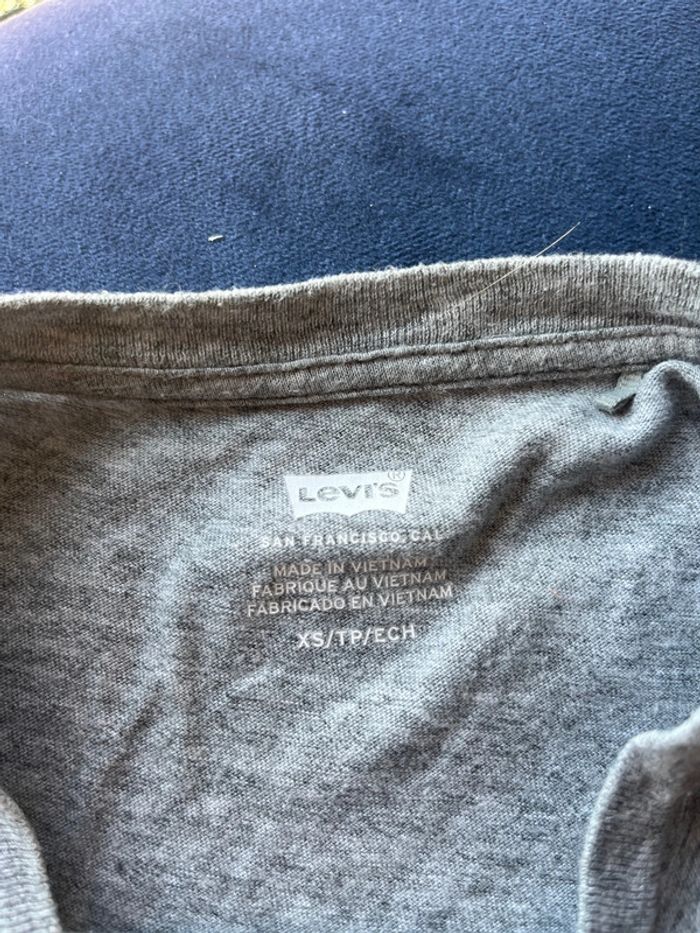 Levi's®
SAN FRANCISCO, CAL
MADE IN VIETNAM
FABRIQUE AU VIETNAM
FABRICADO EN VIETNAM
XS/TP/ECH